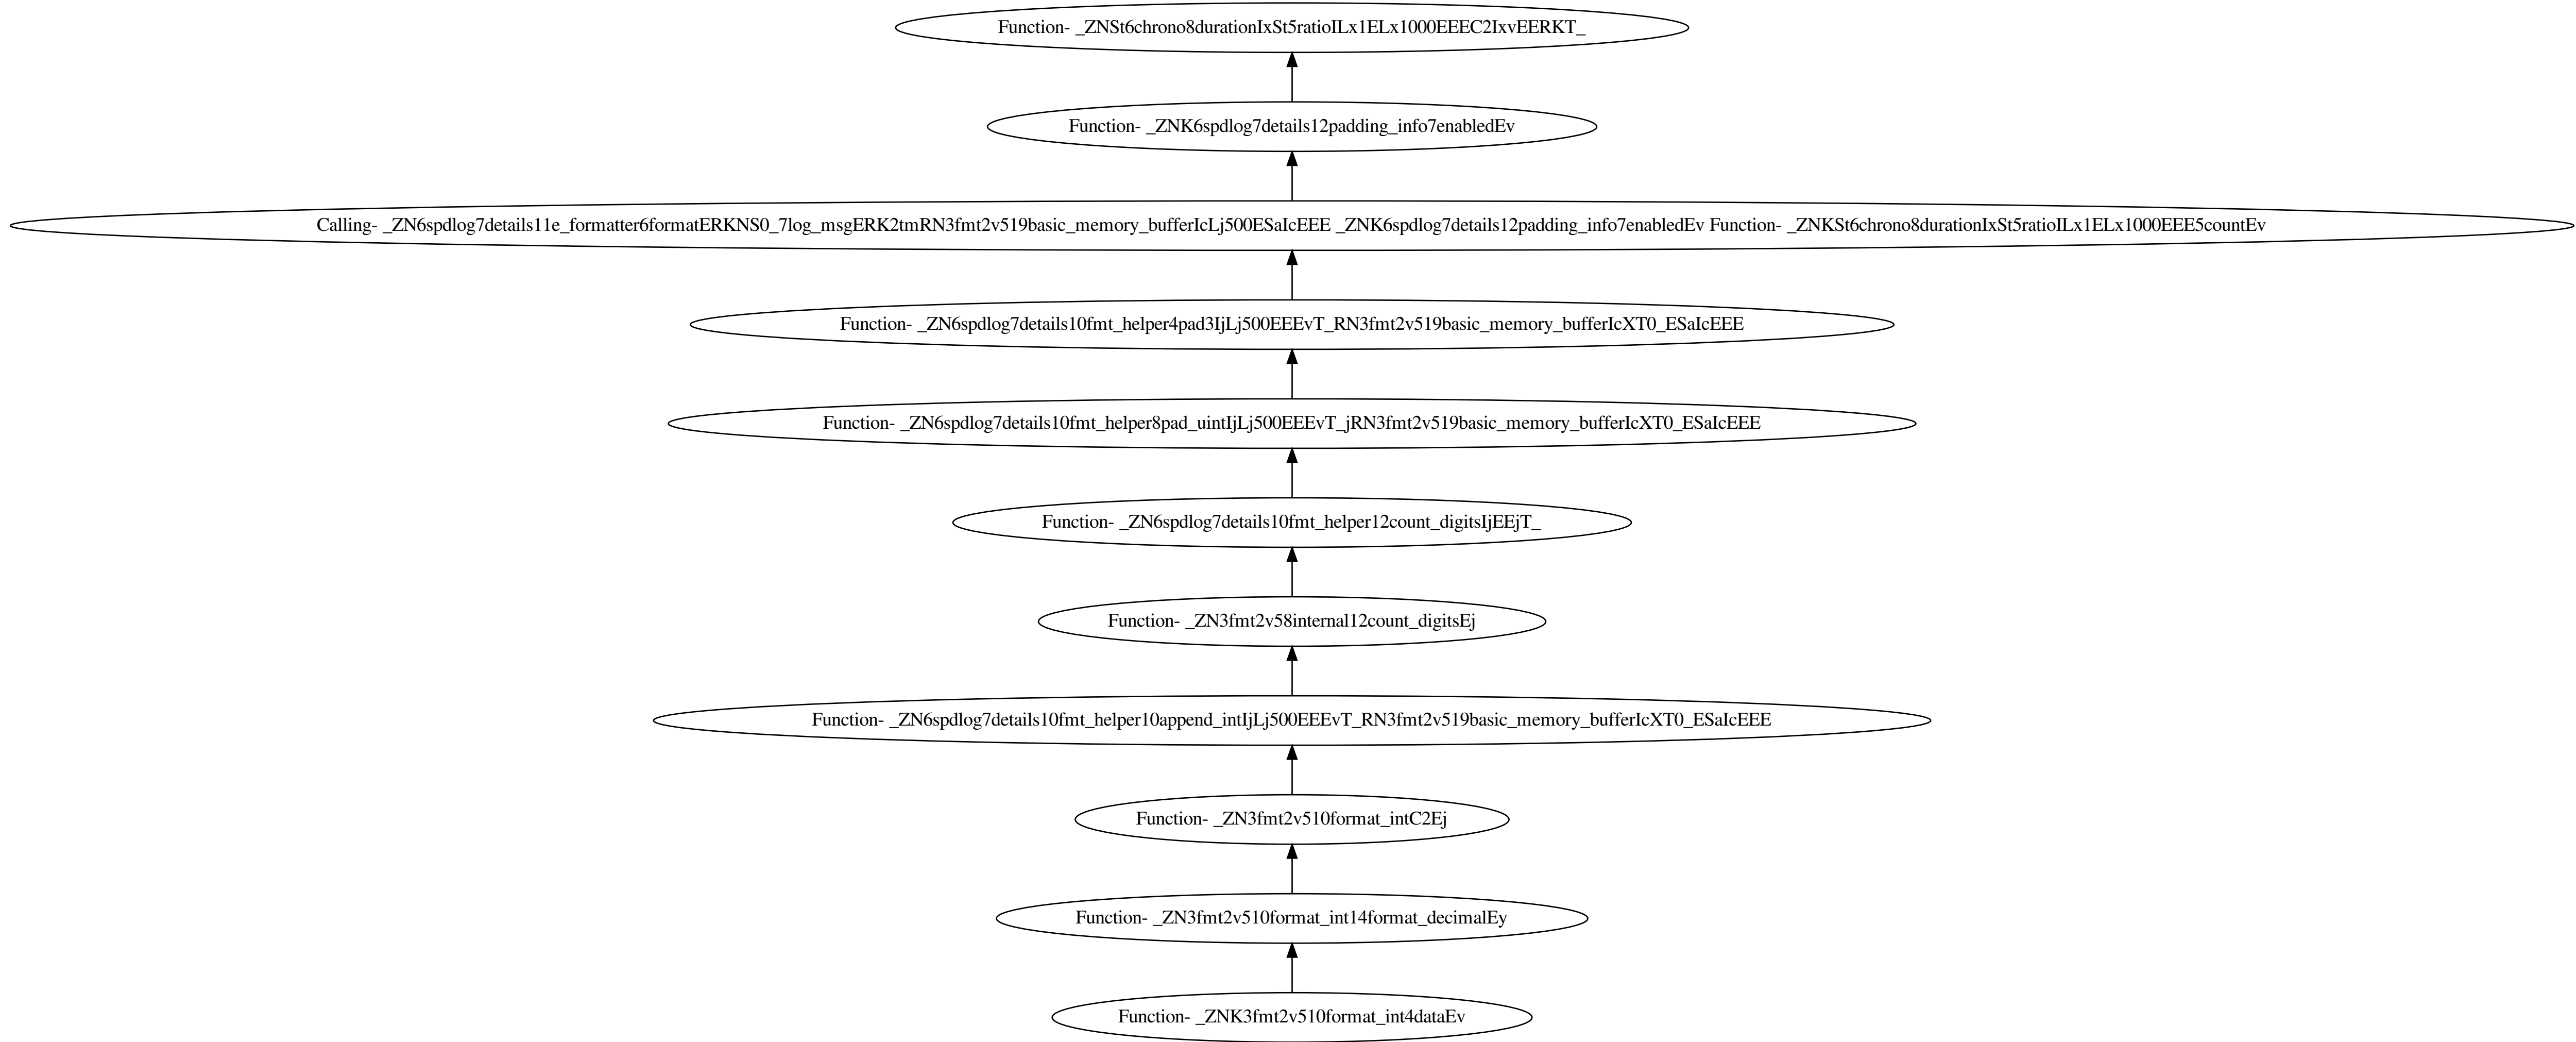 Function- _ZNSt6chrono8durationIxSt5ratioILx1ELx1000EEEC2IxvEERKT_
Function- _ZNK6spdlog7details12padding_info7enabledEv
Calling- _ZN6spdlog7details11e_formatter6formatERKNS0_7log_msgERK2tmRN3fmt2v519basic_memory_bufferIcLj500ESaIcEEE _ZNK6spdlog7details12padding_info7enabledEv Function- _ZNKSt6chrono8durationIxSt5ratioILx1ELx1000EEE5countEv
Function- _ZN6spdlog7details10fmt_helper4pad3IjLj500EEEvT_RN3fmt2v519basic_memory_bufferIcXT0_ESaIcEEE
Function- _ZN6spdlog7details10fmt_helper8pad_uintIjLj500EEEvT_jRN3fmt2v519basic_memory_bufferIcXT0_ESaIcEEE
Function- _ZN6spdlog7details10fmt_helper12count_digitsIjEEjT_
Function- _ZN3fmt2v58internal12count_digitsEj
Function- _ZN6spdlog7details10fmt_helper10append_intIjLj500EEEvT_RN3fmt2v519basic_memory_bufferIcXT0_ESaIcEEE
Function- _ZN3fmt2v510format_intC2Ej
Function- _ZN3fmt2v510format_int14format_decimalEy
Function- _ZNK3fmt2v510format_int4dataEv